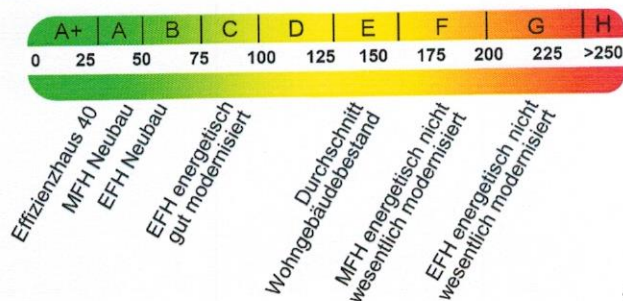 A+ A B C D E F G H
0 25 50 75 100 125 150 175 200 225 >250
Effizienzhaus 40
MFH Neubau
EFH Neubau
EFH energetisch
gut modernisiert
Durchschnitt
Wohngebäudebestand
MFH energetisch nicht
wesentlich modernisiert
EFH energetisch nicht
wesentlich modernisiert